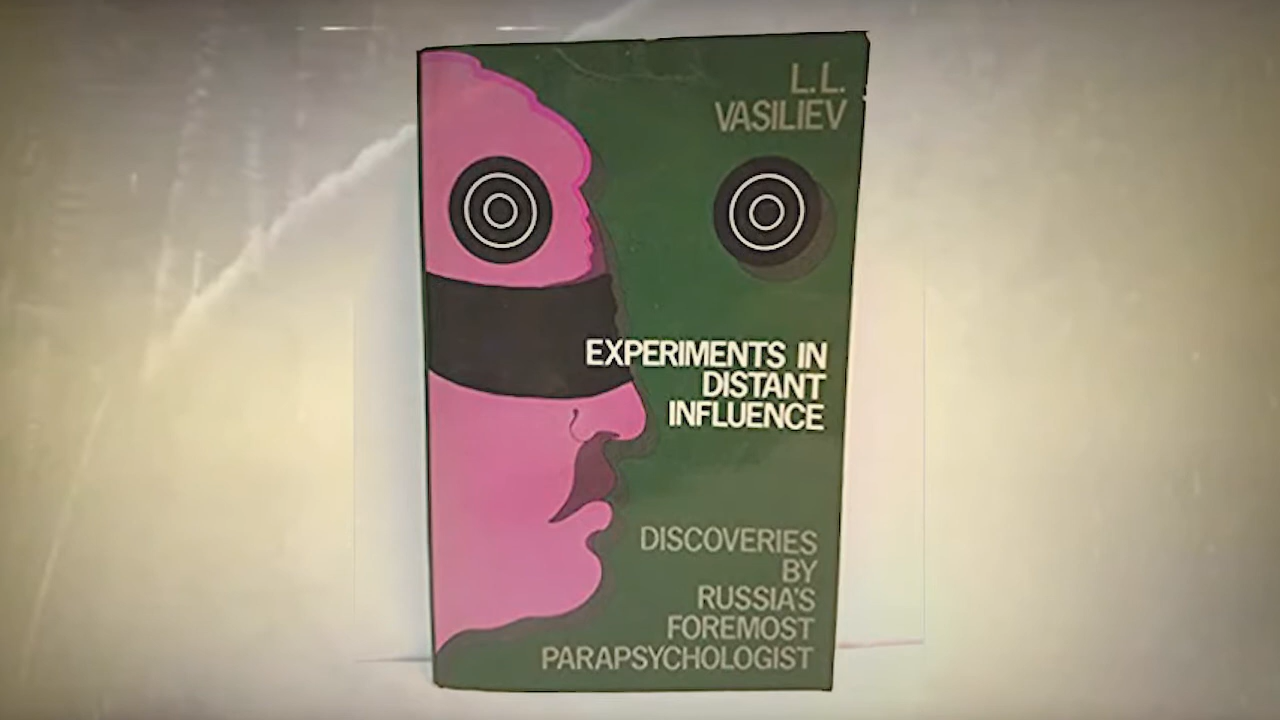 L.L.
VASILIEV
EXPERIMENTS IN
DISTANT
INFLUENCE
DISCOVERIES
BY
RUSSIA'S
FOREMOST
PARAPSYCHOLOGIST